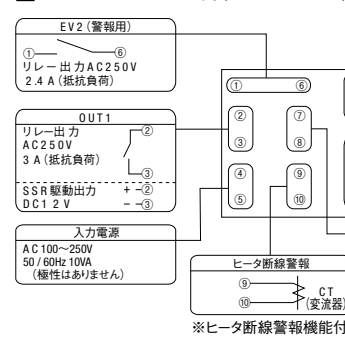 EV2（警報用）
① ⑥
リレー出力AC250V
2.4A（抵抗負荷）
OUT1
リレー出力 ②
AC250V
3A（抵抗負荷）
③
SSR駆動出力 + ②
DC12V - ③
入力電源
AC100～250V
50/60Hz 10VA
（極性はありません）
① ⑥
② ⑦
③ ⑧
④ ⑨
⑤ ⑩
ヒータ断線警報
⑨
⑩
CT
（変流器）
※ヒータ断線警報機能付